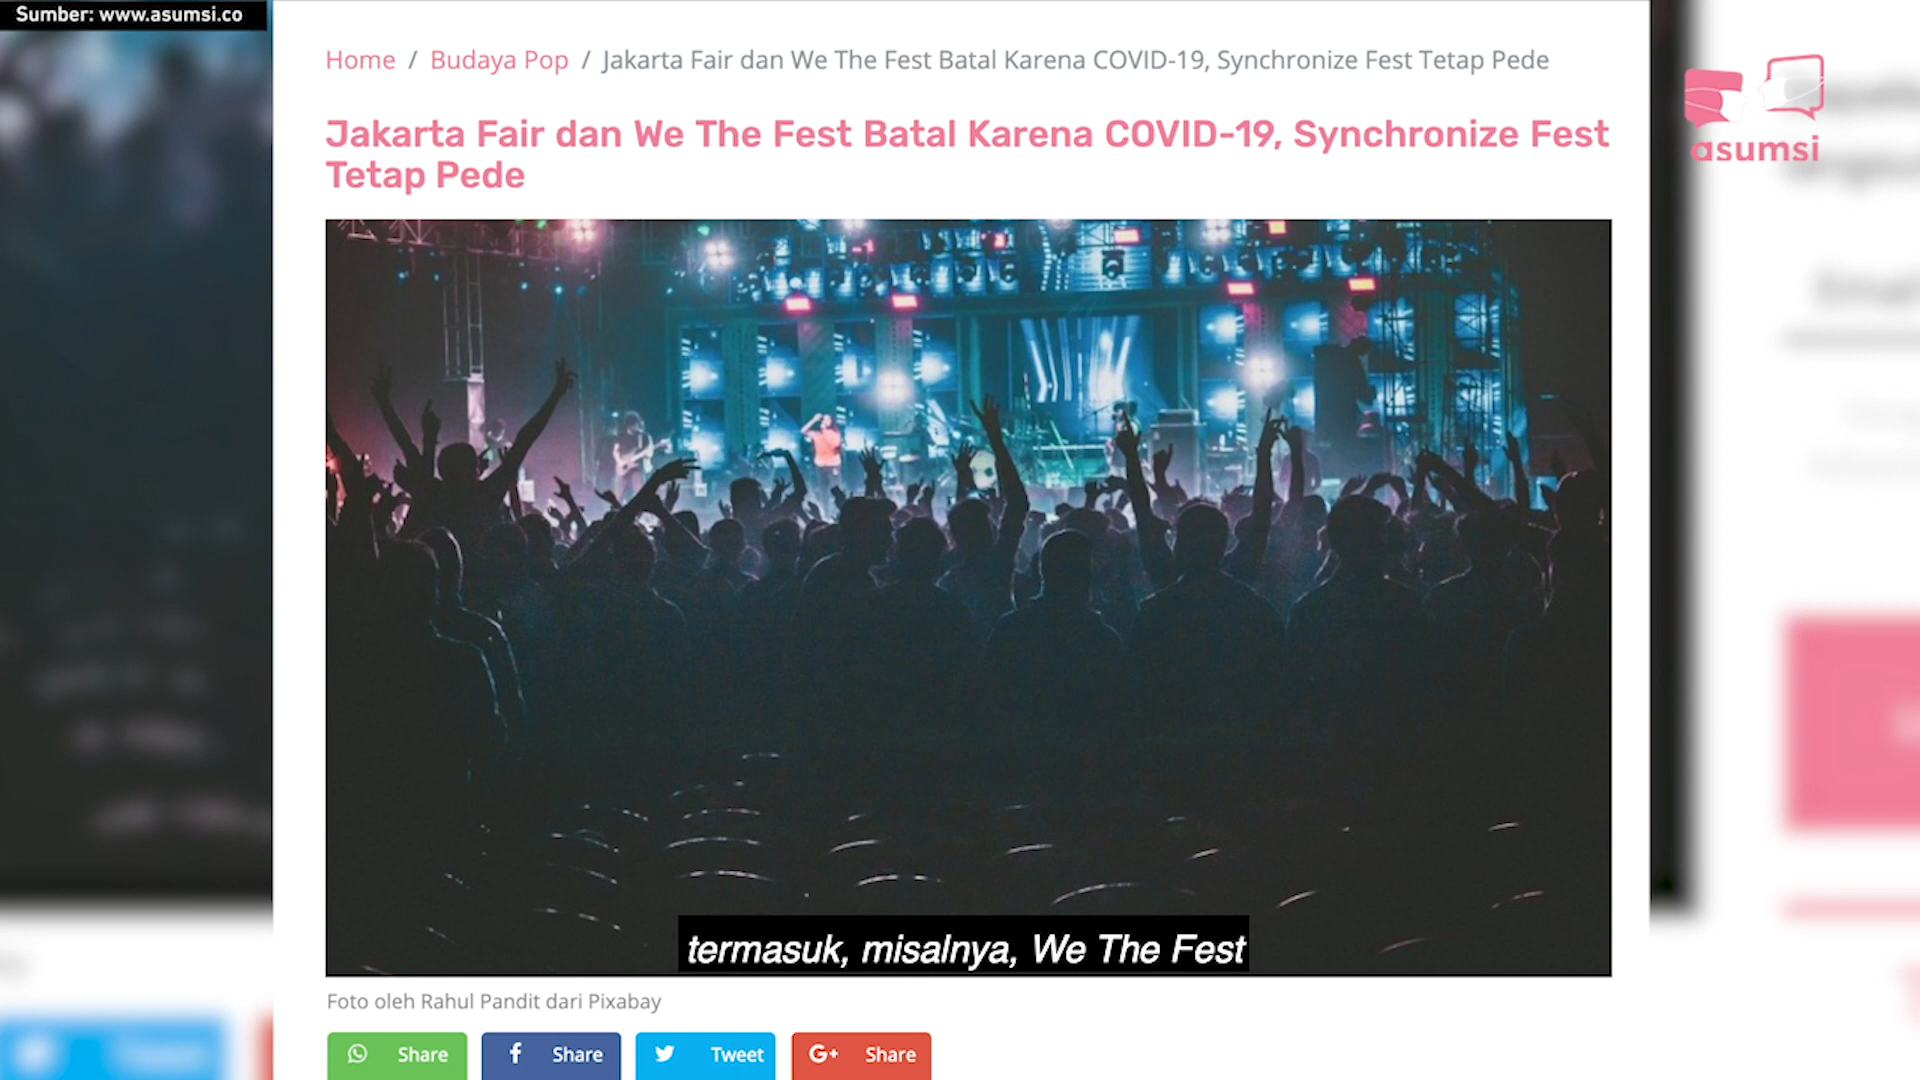 Sumber: www.asumsi.co
Home / Budaya Pop / Jakarta Fair dan We The Fest Batal Karena COVID-19, Synchronize Fest Tetap Pede
asumsi
Jakarta Fair dan We The Fest Batal Karena COVID-19, Synchronize Fest
Tetap Pede
termasuk, misalnya, We The Fest
Foto oleh Rahul Pandit dari Pixabay
Share
Share
Tweet
G+ Share